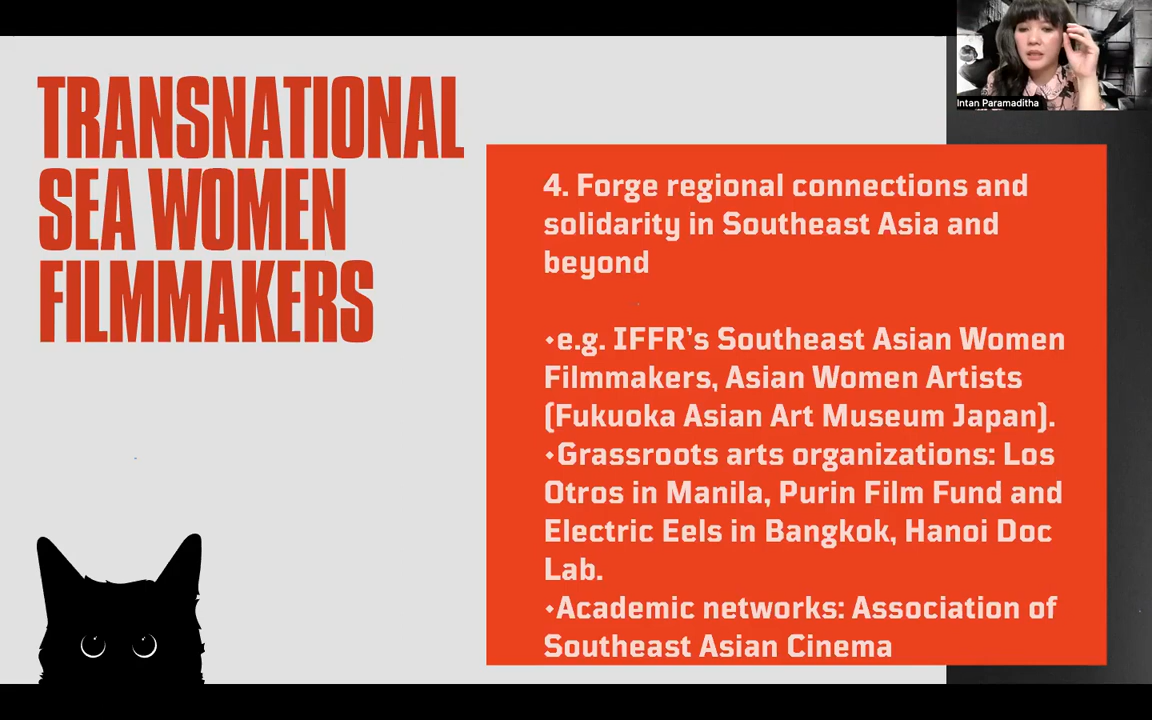 TRANSNATIONAL
SEA WOMEN
FILMMAKERS
4. Forge regional connections and
solidarity in Southeast Asia and
beyond
•e.g. IFFR's Southeast Asian Women
Filmmakers, Asian Women Artists
(Fukuoka Asian Art Museum Japan).
•Grassroots arts organizations: Los
Otros in Manila, Purin Film Fund and
Electric Eels in Bangkok, Hanoi Doc
Lab.
•Academic networks: Association of
Southeast Asian Cinema
Intan Paramaditha